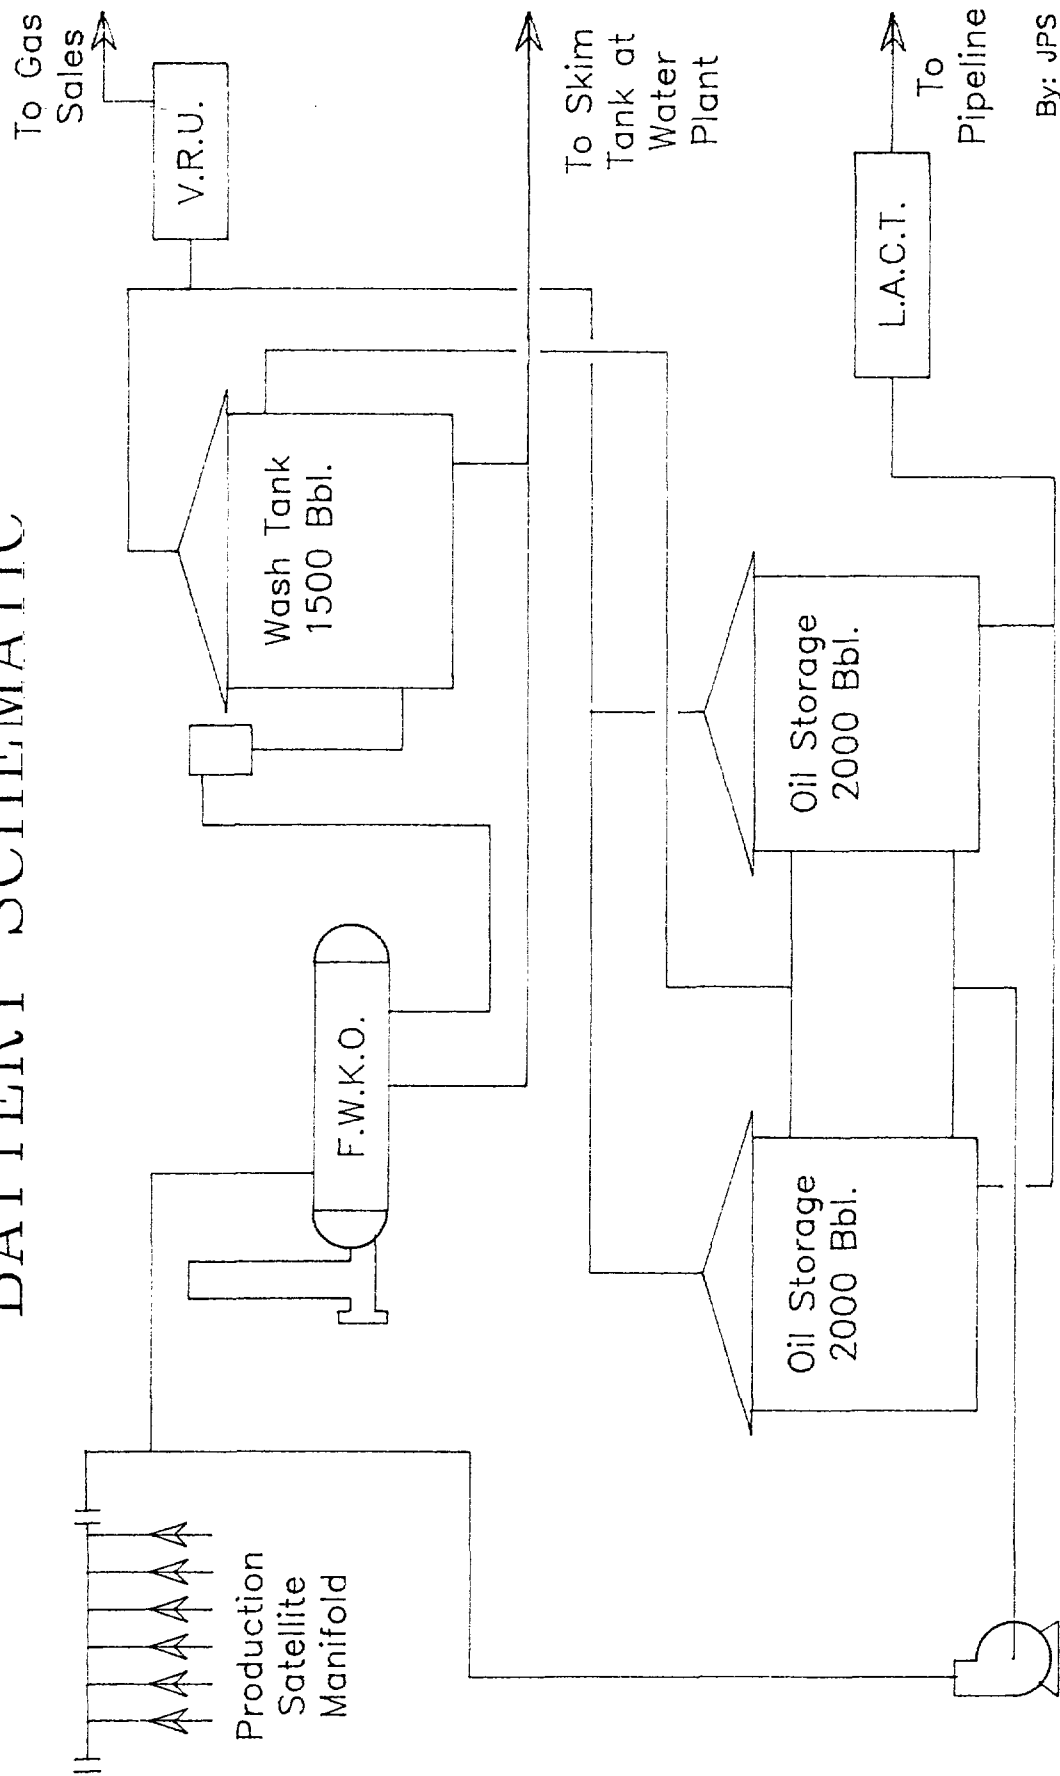 BATTERY SCHEMATIC
Production
Satellite
Manifold
F.W.K.O.
Wash Tank
1500 Bbl.
V.R.U.
To Gas
Sales
To Skim
Tank at
Water
Plant
Oil Storage
2000 Bbl.
Oil Storage
2000 Bbl.
L.A.C.T.
To
Pipeline
By: JPS